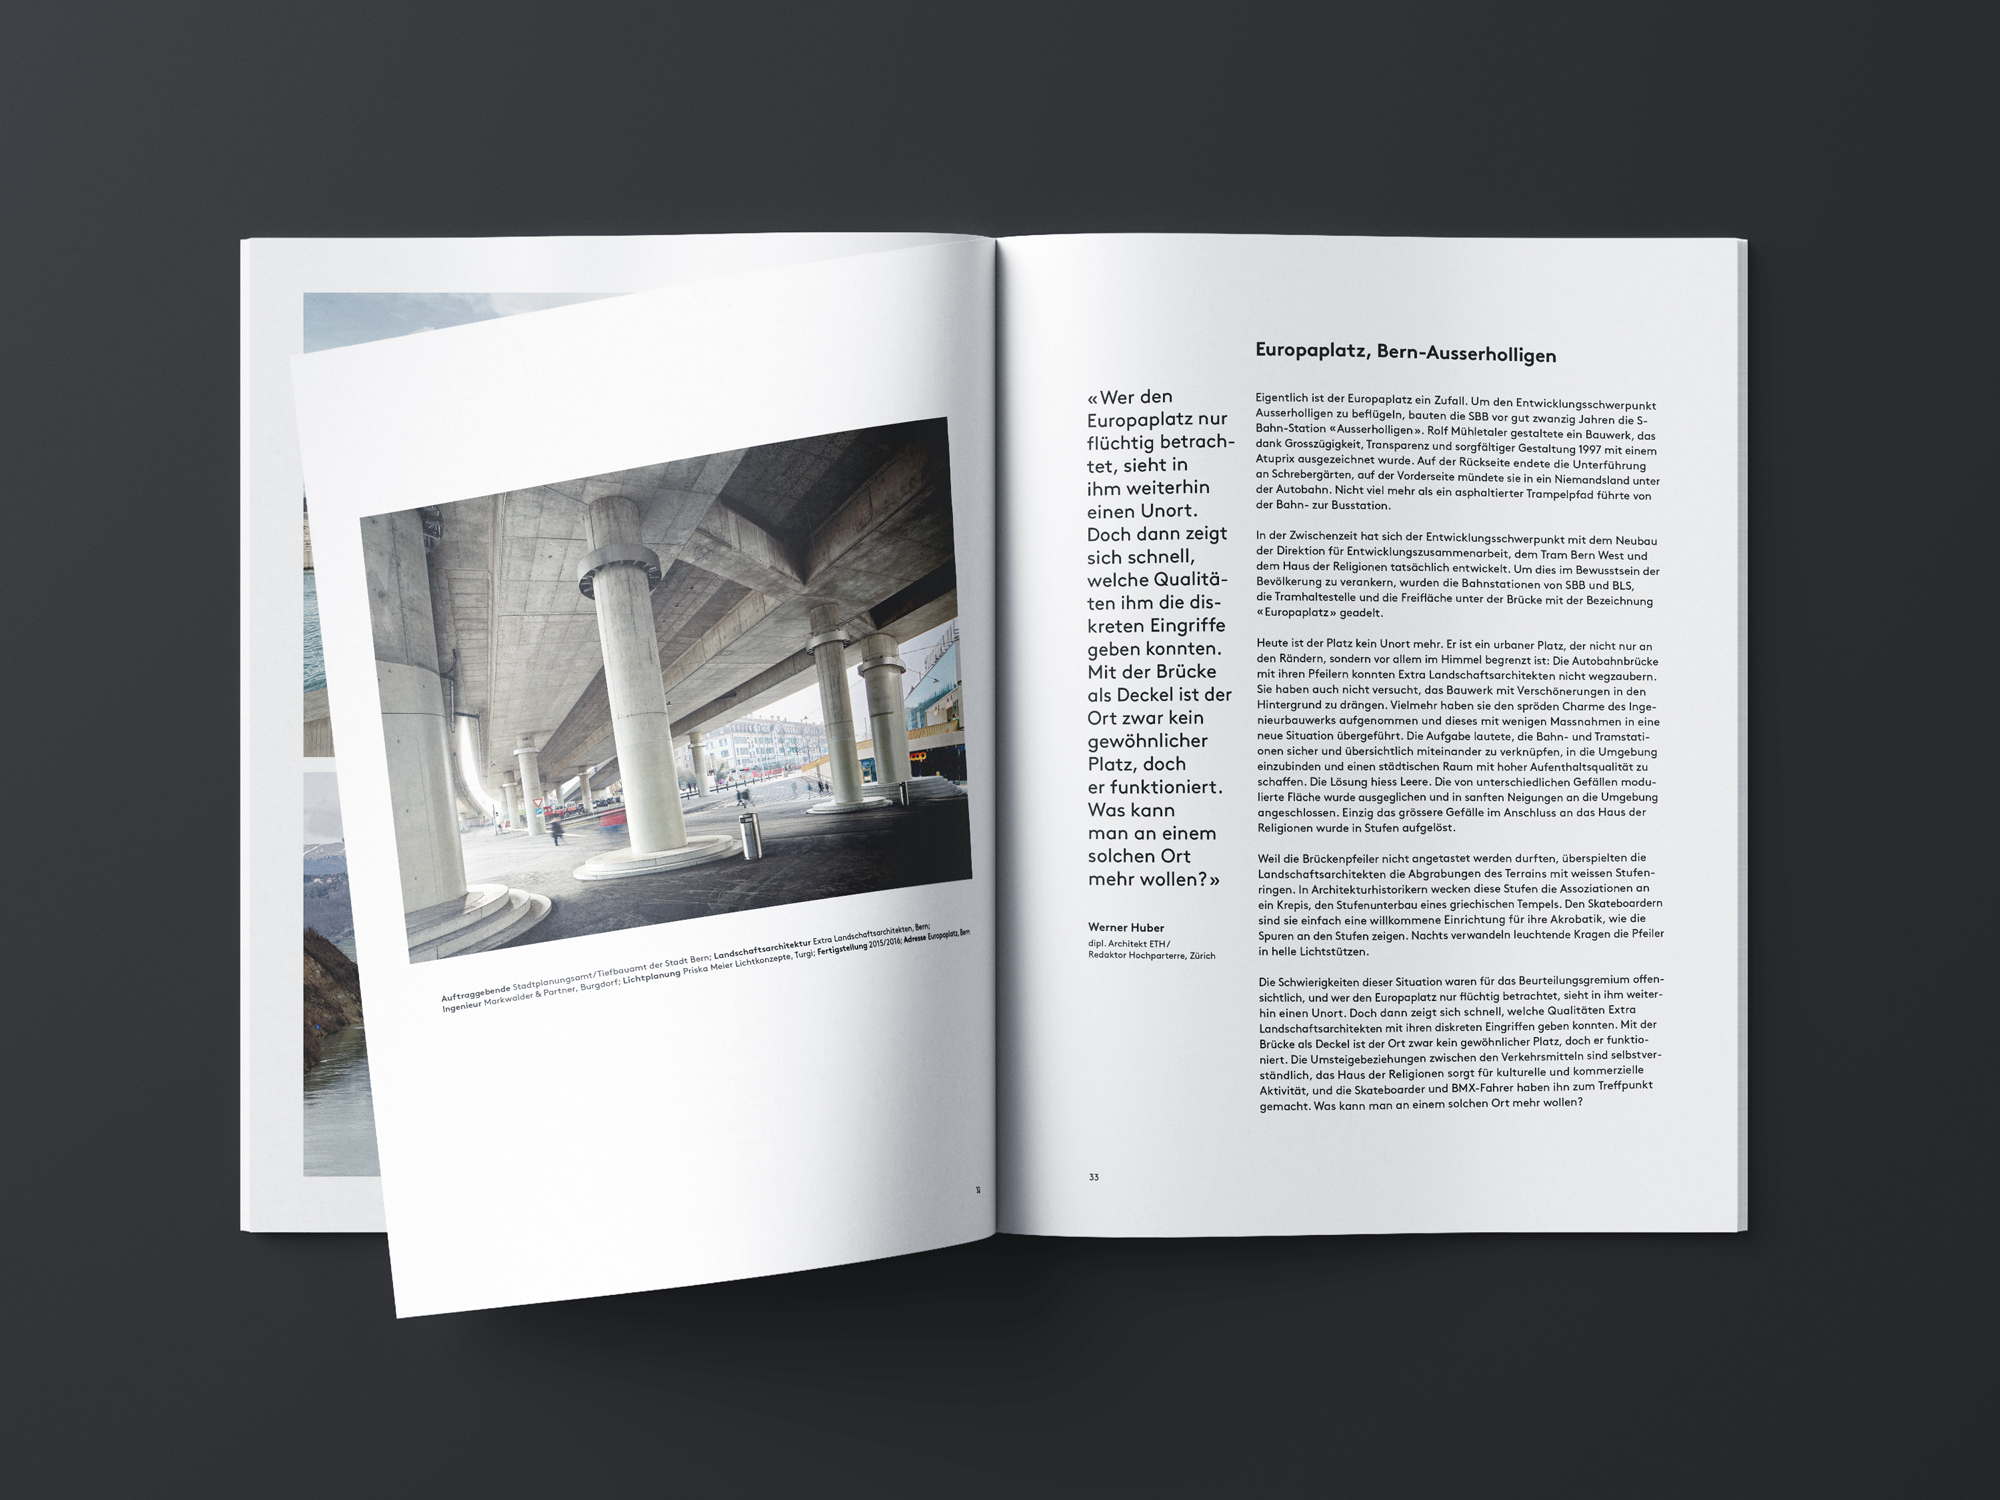 Auftraggebende Stadtplanungsamt/Tiefbauamt der Stadt Bern; Landschaftsarchitektur Extra Landschaftsarchitekten, Bern;
Ingenieur Markwalder & Partner, Burgdorf; Lichtplanung Priska Meier Lichtkonzepte, Turgi; Fertigstellung 2015/2016; Adresse Europaplatz, Bern
Europaplatz, Bern-Ausserholligen
«Wer den
Europaplatz nur
flüchtig betrach-
tet, sieht in
ihm weiterhin
einen Unort.
Doch dann zeigt
sich schnell,
welche Qualitä-
ten ihm die dis-
kreten Eingriffe
geben konnten.
Mit der Brücke
als Deckel ist der
Ort zwar kein
gewöhnlicher
Platz, doch
er funktioniert.
Was kann
man an einem
solchen Ort
mehr wollen?»
Werner Huber
dipl. Architekt ETH/
Redaktor Hochparterre, Zürich
Eigentlich ist der Europaplatz ein Zufall. Um den Entwicklungsschwerpunkt
Ausserholligen zu beflügeln, bauten die SBB vor gut zwanzig Jahren die S-
Bahn-Station «Ausserholligen». Rolf Mühletaler gestaltete ein Bauwerk, das
dank Grosszügigkeit, Transparenz und sorgfältiger Gestaltung 1997 mit einem
Atuprix ausgezeichnet wurde. Auf der Rückseite endete die Unterführung
an Schrebergärten, auf der Vorderseite mündete sie in ein Niemandsland unter
der Autobahn. Nicht viel mehr als ein asphaltierter Trampelpfad führte von
der Bahn- zur Busstation.
In der Zwischenzeit hat sich der Entwicklungsschwerpunkt mit dem Neubau
der Direktion für Entwicklungszusammenarbeit, dem Tram Bern West und
dem Haus der Religionen tatsächlich entwickelt. Um dies im Bewusstsein der
Bevölkerung zu verankern, wurden die Bahnstationen von SBB und BLS,
die Tramhaltestelle und die Freifläche unter der Brücke mit der Bezeichnung
«Europaplatz» geadelt.
Heute ist der Platz kein Unort mehr. Er ist ein urbaner Platz, der nicht nur an
den Rändern, sondern vor allem im Himmel begrenzt ist: Die Autobahnbrücke
mit ihren Pfeilern konnten Extra Landschaftsarchitekten nicht wegzaubern.
Sie haben auch nicht versucht, das Bauwerk mit Verschönerungen in den
Hintergrund zu drängen. Vielmehr haben sie den spröden Charme des Inge-
nieurbauwerks aufgenommen und dieses mit wenigen Massnahmen in eine
neue Situation übergeführt. Die Aufgabe lautete, die Bahn- und Tramstati-
onen sicher und übersichtlich miteinander zu verknüpfen, in die Umgebung
einzubinden und einen städtischen Raum mit hoher Aufenthaltsqualität zu
schaffen. Die Lösung hiess Leere. Die von unterschiedlichen Gefällen modu-
lierte Fläche wurde ausgeglichen und in sanften Neigungen an die Umgebung
angeschlossen. Einzig das grössere Gefälle im Anschluss an das Haus der
Religionen wurde in Stufen aufgelöst.
Weil die Brückenpfeiler nicht angetastet werden durften, überspielten die
Landschaftsarchitekten die Abgrabungen des Terrains mit weissen Stufen-
ringen. In Architekturhistorikern wecken diese Stufen die Assoziationen an
ein Krepis, den Stufenunterbau eines griechischen Tempels. Den Skateboardern
sind sie einfach eine willkommene Einrichtung für ihre Akrobatik, wie die
Spuren an den Stufen zeigen. Nachts verwandeln leuchtende Kragen die Pfeiler
in helle Lichtstützen.
Die Schwierigkeiten dieser Situation waren für das Beurteilungsgremium offen-
sichtlich, und wer den Europaplatz nur flüchtig betrachtet, sieht in ihm weiter-
hin einen Unort. Doch dann zeigt sich schnell, welche Qualitäten Extra
Landschaftsarchitekten mit ihren diskreten Eingriffen geben konnten. Mit der
Brücke als Deckel ist der Ort zwar kein gewöhnlicher Platz, doch er funktio-
niert. Die Umsteigebeziehungen zwischen den Verkehrsmitteln sind selbstver-
ständlich, das Haus der Religionen sorgt für kulturelle und kommerzielle
Aktivität, und die Skateboarder und BMX-Fahrer haben ihn zum Treffpunkt
gemacht. Was kann man an einem solchen Ort mehr wollen?
33